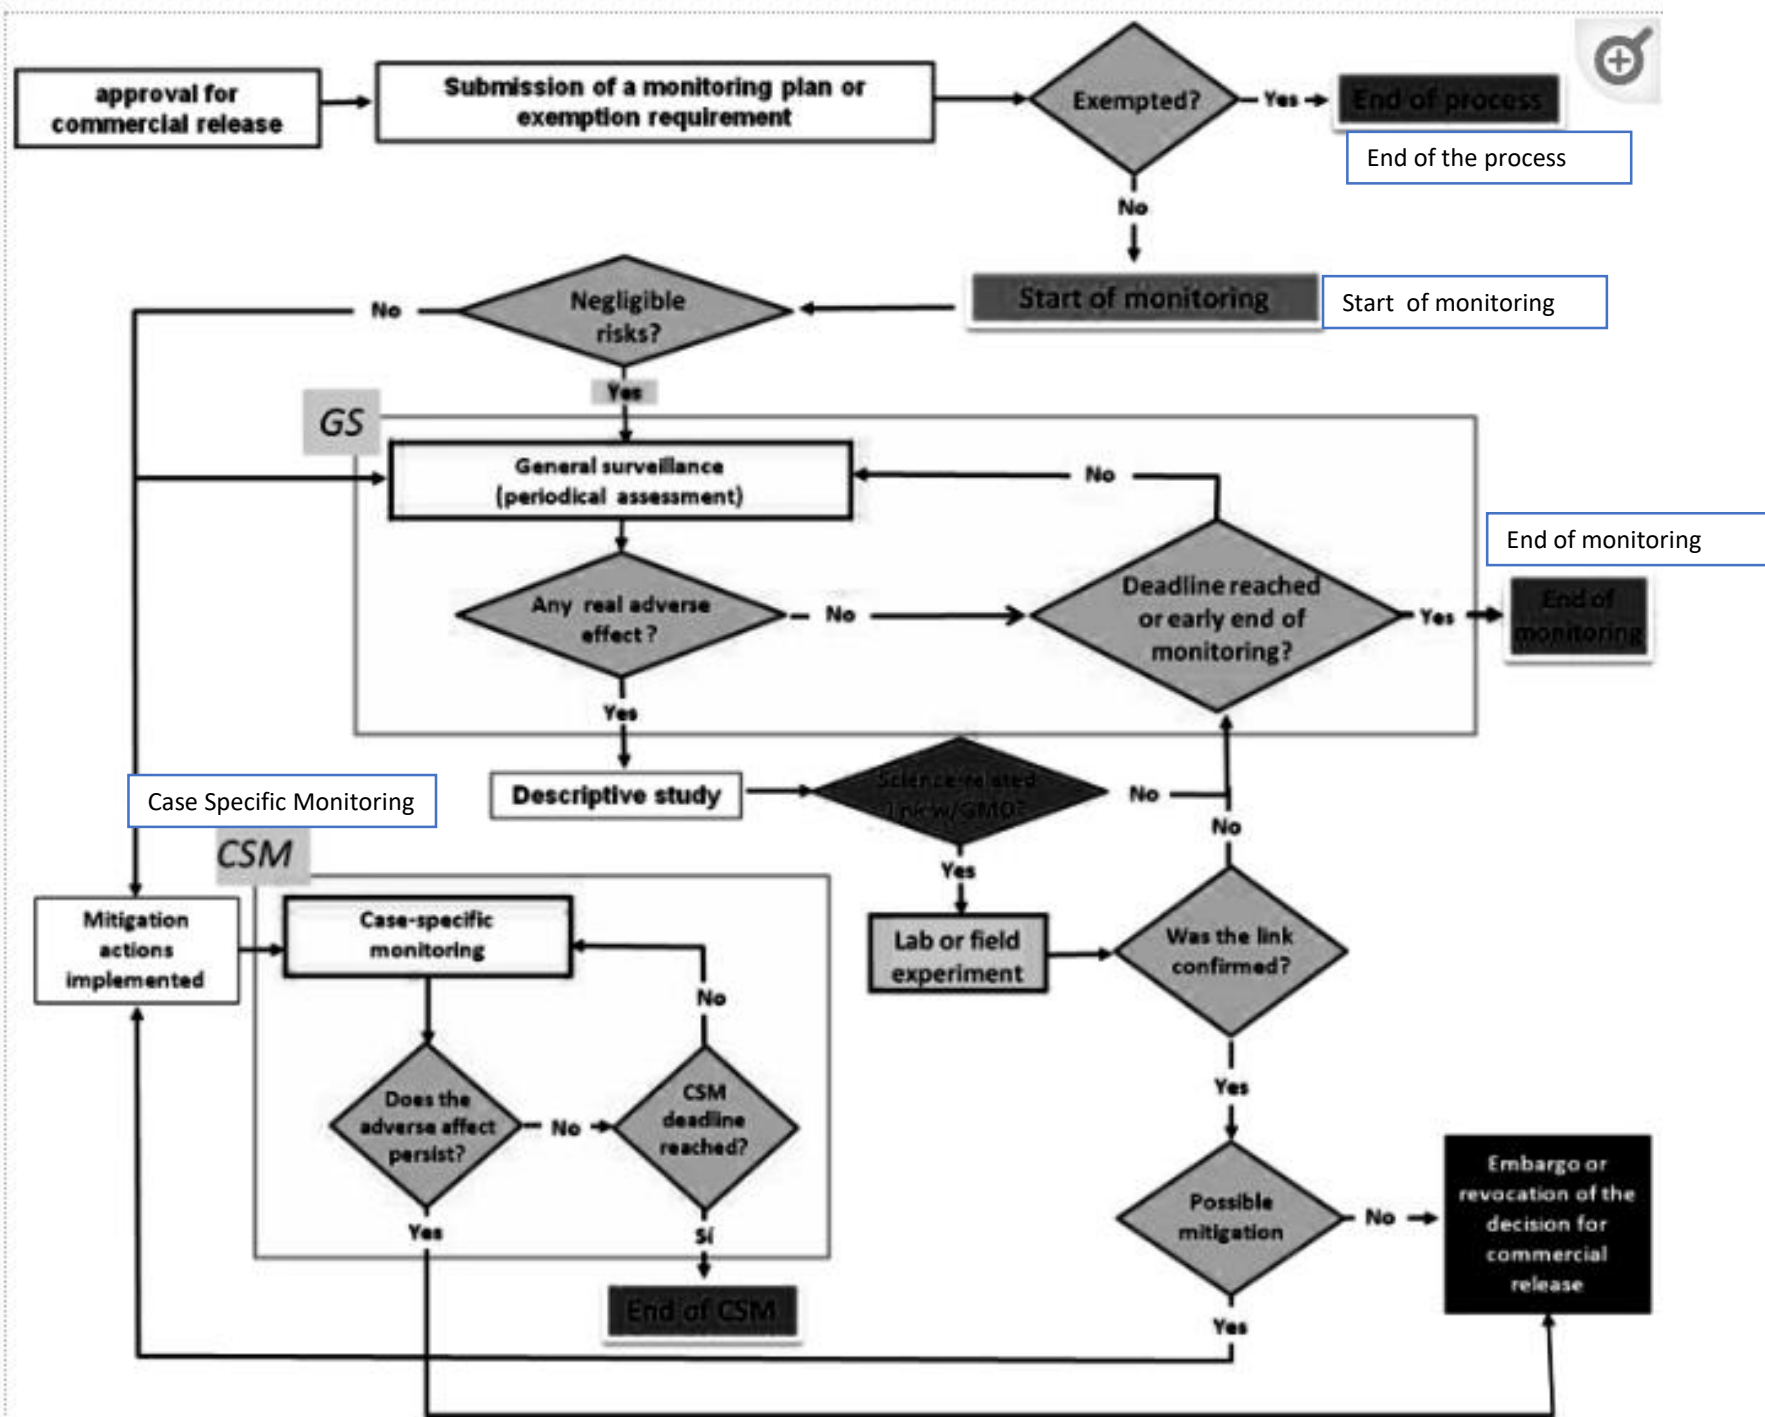 approval for
commercial release
Submission of a monitoring plan or
exemption requirement
Exempted?
Yes
End of process
End of the process
No
Start of monitoring
Start of monitoring
Negligible
risks?
No
Yes
GS
General surveillance
(periodical assessment)
No
Any real adverse
effect?
No
Deadline reached
or early end of
monitoring?
Yes
End of monitoring
End of
monitoring
Yes
Descriptive study
Science-related
Link w/GMO?
No
No
Yes
Case Specific Monitoring
CSM
Mitigation
actions
implemented
Case-specific
monitoring
No
Lab or field
experiment
Was the link
confirmed?
Yes
Does the
adverse affect
persist?
No
CSM
deadline
reached?
Yes
Sí
End of CSM
Possible
mitigation
No
Yes
Embargo or
revocation of the
decision for
commercial
release